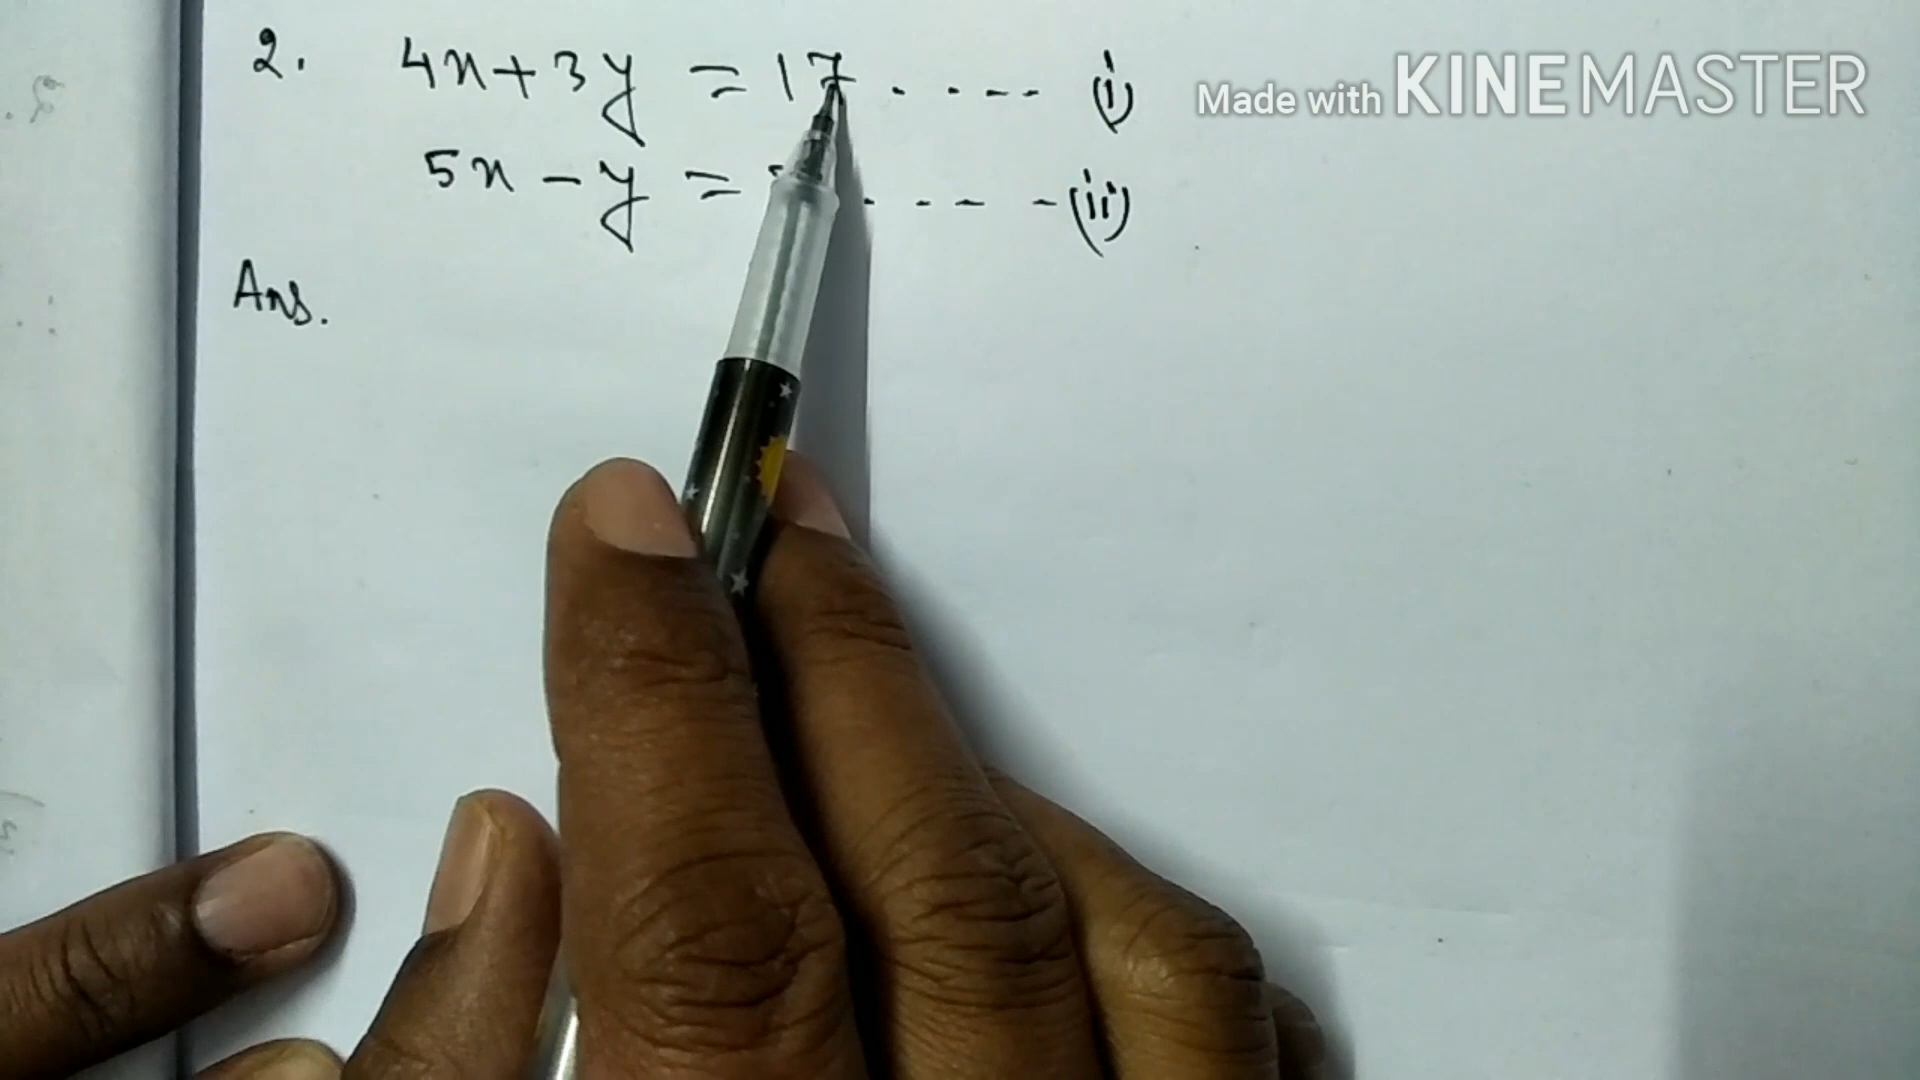 2. 4x+3y = 17 ..... (i)
Made with KINEMASTER
5x - y = .... - (ii)
Ans.